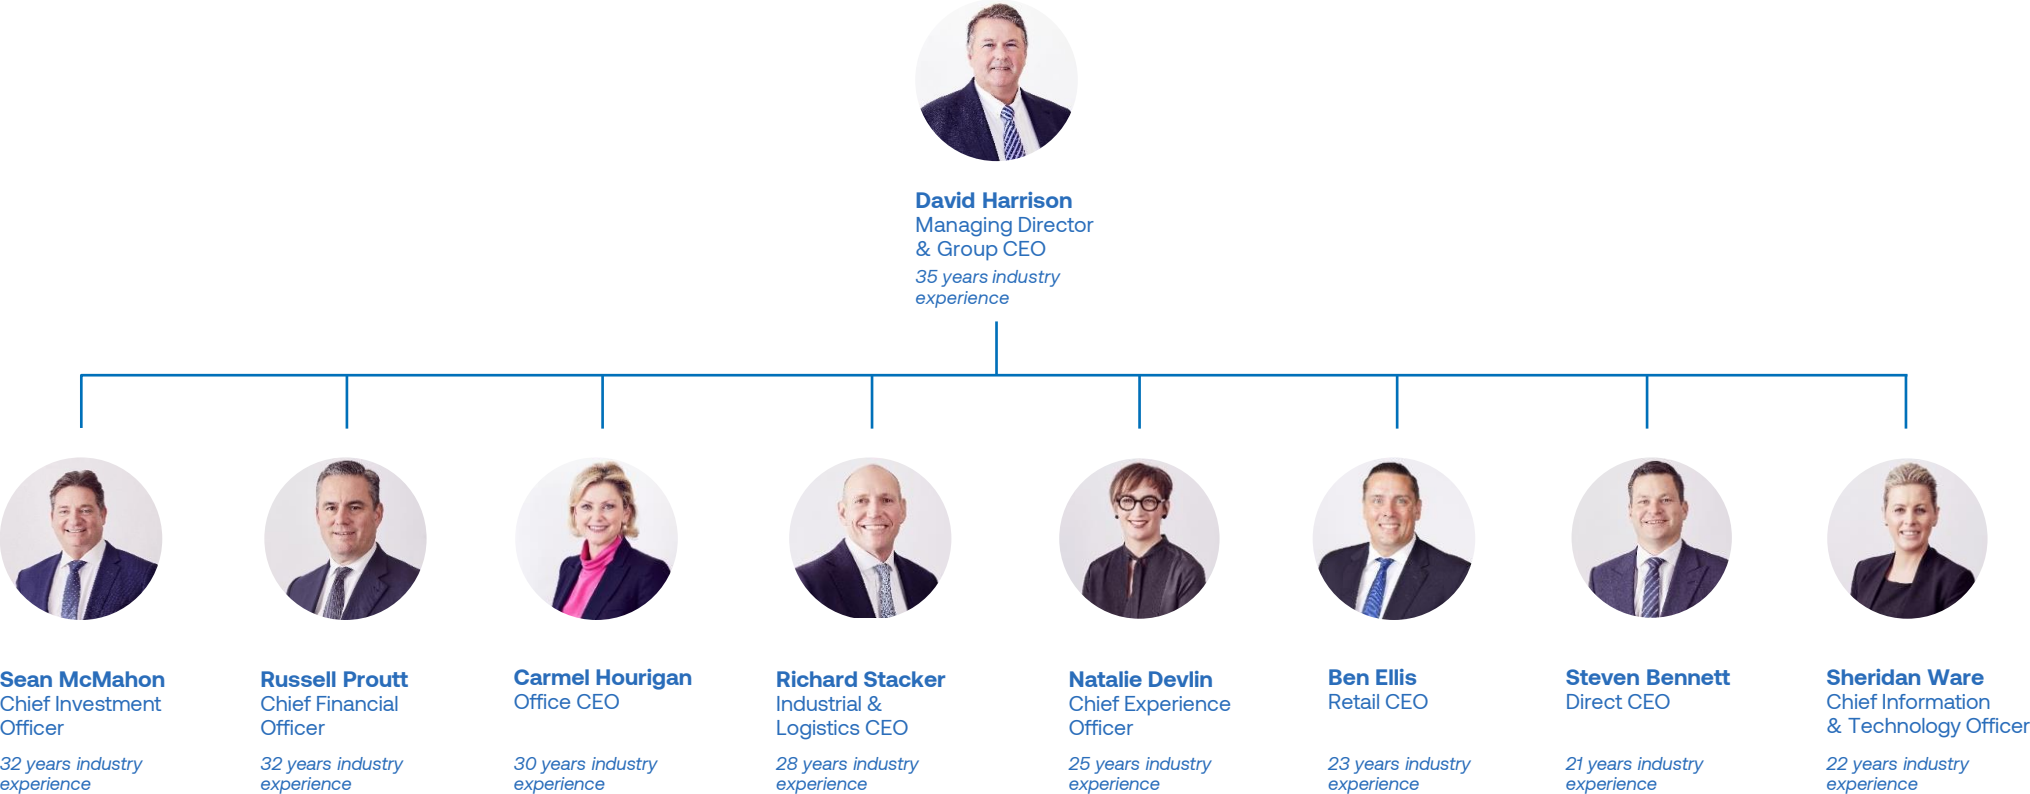 David Harrison
Managing Director
& Group CEO
35 years industry
experience
Sean McMahon
Chief Investment
Officer
32 years industry
experience
Russell Proutt
Chief Financial
Officer
32 years industry
experience
Carmel Hourigan
Office CEO
30 years industry
experience
Richard Stacker
Industrial &
Logistics CEO
28 years industry
experience
Natalie Devlin
Chief Experience
Officer
25 years industry
experience
Ben Ellis
Retail CEO
23 years industry
experience
Steven Bennett
Direct CEO
21 years industry
experience
Sheridan Ware
Chief Information
& Technology Officer
22 years industry
experience